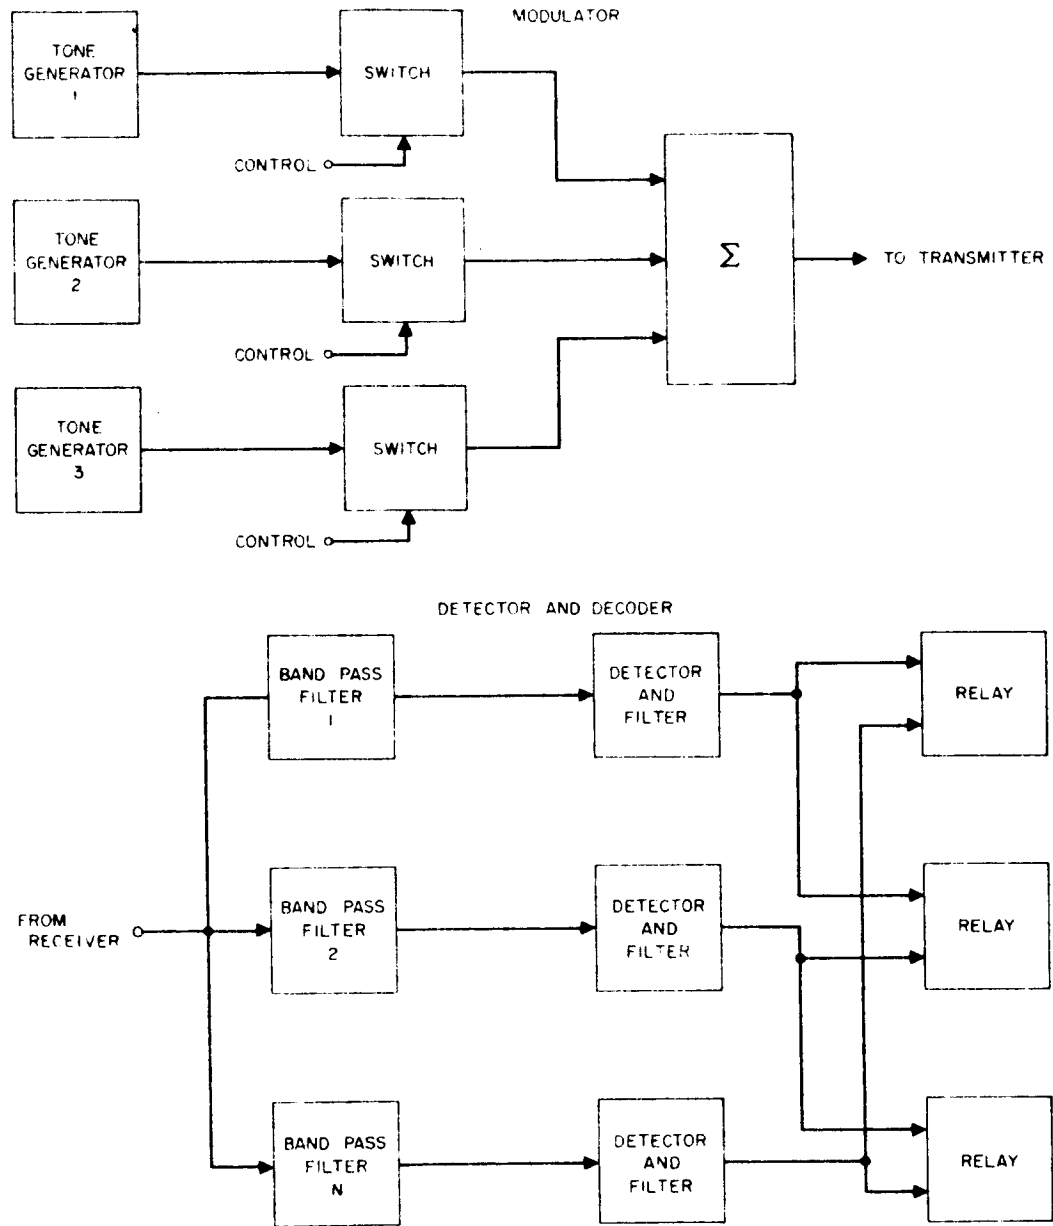 MODULATOR
TONE
GENERATOR
1
SWITCH
CONTROL
TONE
GENERATOR
2
SWITCH
CONTROL
Σ
TO TRANSMITTER
TONE
GENERATOR
3
SWITCH
CONTROL
DETECTOR AND DECODER
BAND PASS
FILTER
1
DETECTOR
AND
FILTER
RELAY
FROM
RECEIVER
BAND PASS
FILTER
2
DETECTOR
AND
FILTER
RELAY
BAND PASS
FILTER
N
DETECTOR
AND
FILTER
RELAY